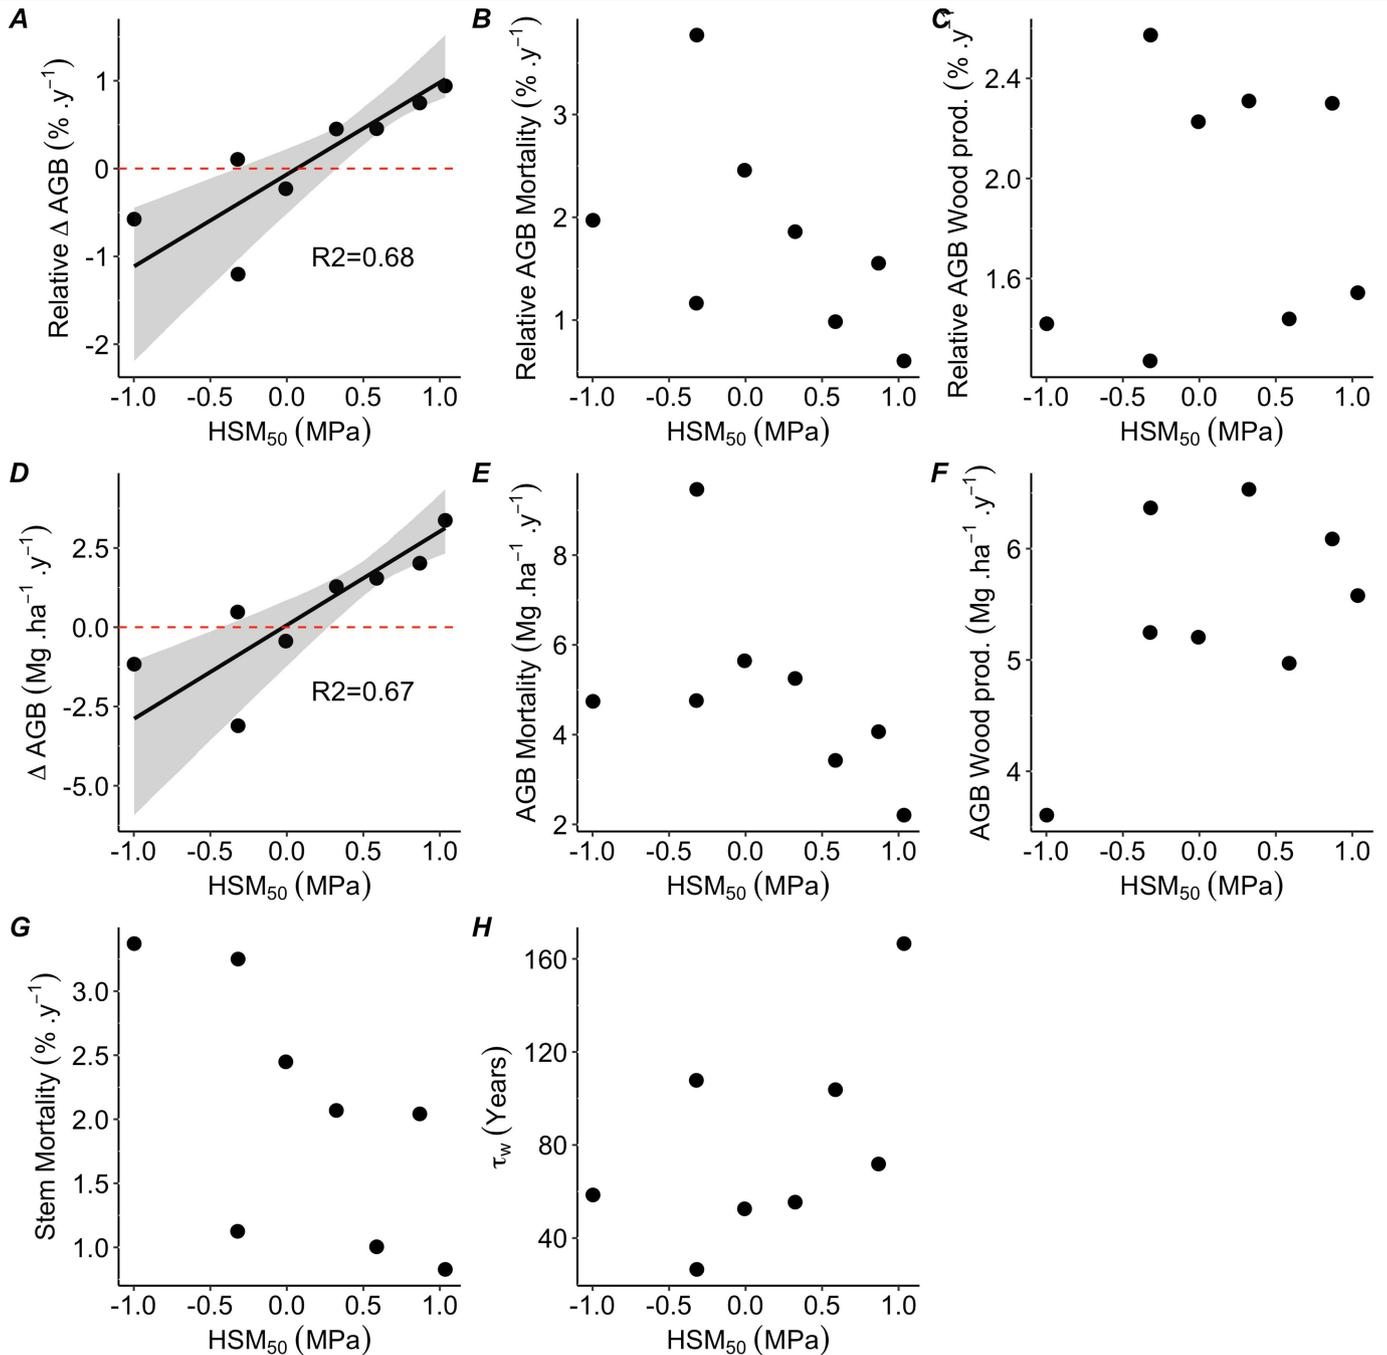 A
Relative Δ AGB (% .y⁻¹)
1
0
-1
-2
R2=0.68
-1.0 -0.5 0.0 0.5 1.0
HSM₅₀ (MPa)
B
Relative AGB Mortality (% .y⁻¹)
3
2
1
-1.0 -0.5 0.0 0.5 1.0
HSM₅₀ (MPa)
C
Relative AGB Wood prod. (% .y⁻¹)
2.4
2.0
1.6
-1.0 -0.5 0.0 0.5 1.0
HSM₅₀ (MPa)
D
Δ AGB (Mg .ha⁻¹ .y⁻¹)
2.5
0.0
-2.5
-5.0
R2=0.67
-1.0 -0.5 0.0 0.5 1.0
HSM₅₀ (MPa)
E
AGB Mortality (Mg .ha⁻¹ .y⁻¹)
8
6
4
2
-1.0 -0.5 0.0 0.5 1.0
HSM₅₀ (MPa)
F
AGB Wood prod. (Mg .ha⁻¹ .y⁻¹)
6
5
4
-1.0 -0.5 0.0 0.5 1.0
HSM₅₀ (MPa)
G
Stem Mortality (% .y⁻¹)
3.0
2.5
2.0
1.5
1.0
-1.0 -0.5 0.0 0.5 1.0
HSM₅₀ (MPa)
H
τw (Years)
160
120
80
40
-1.0 -0.5 0.0 0.5 1.0
HSM₅₀ (MPa)